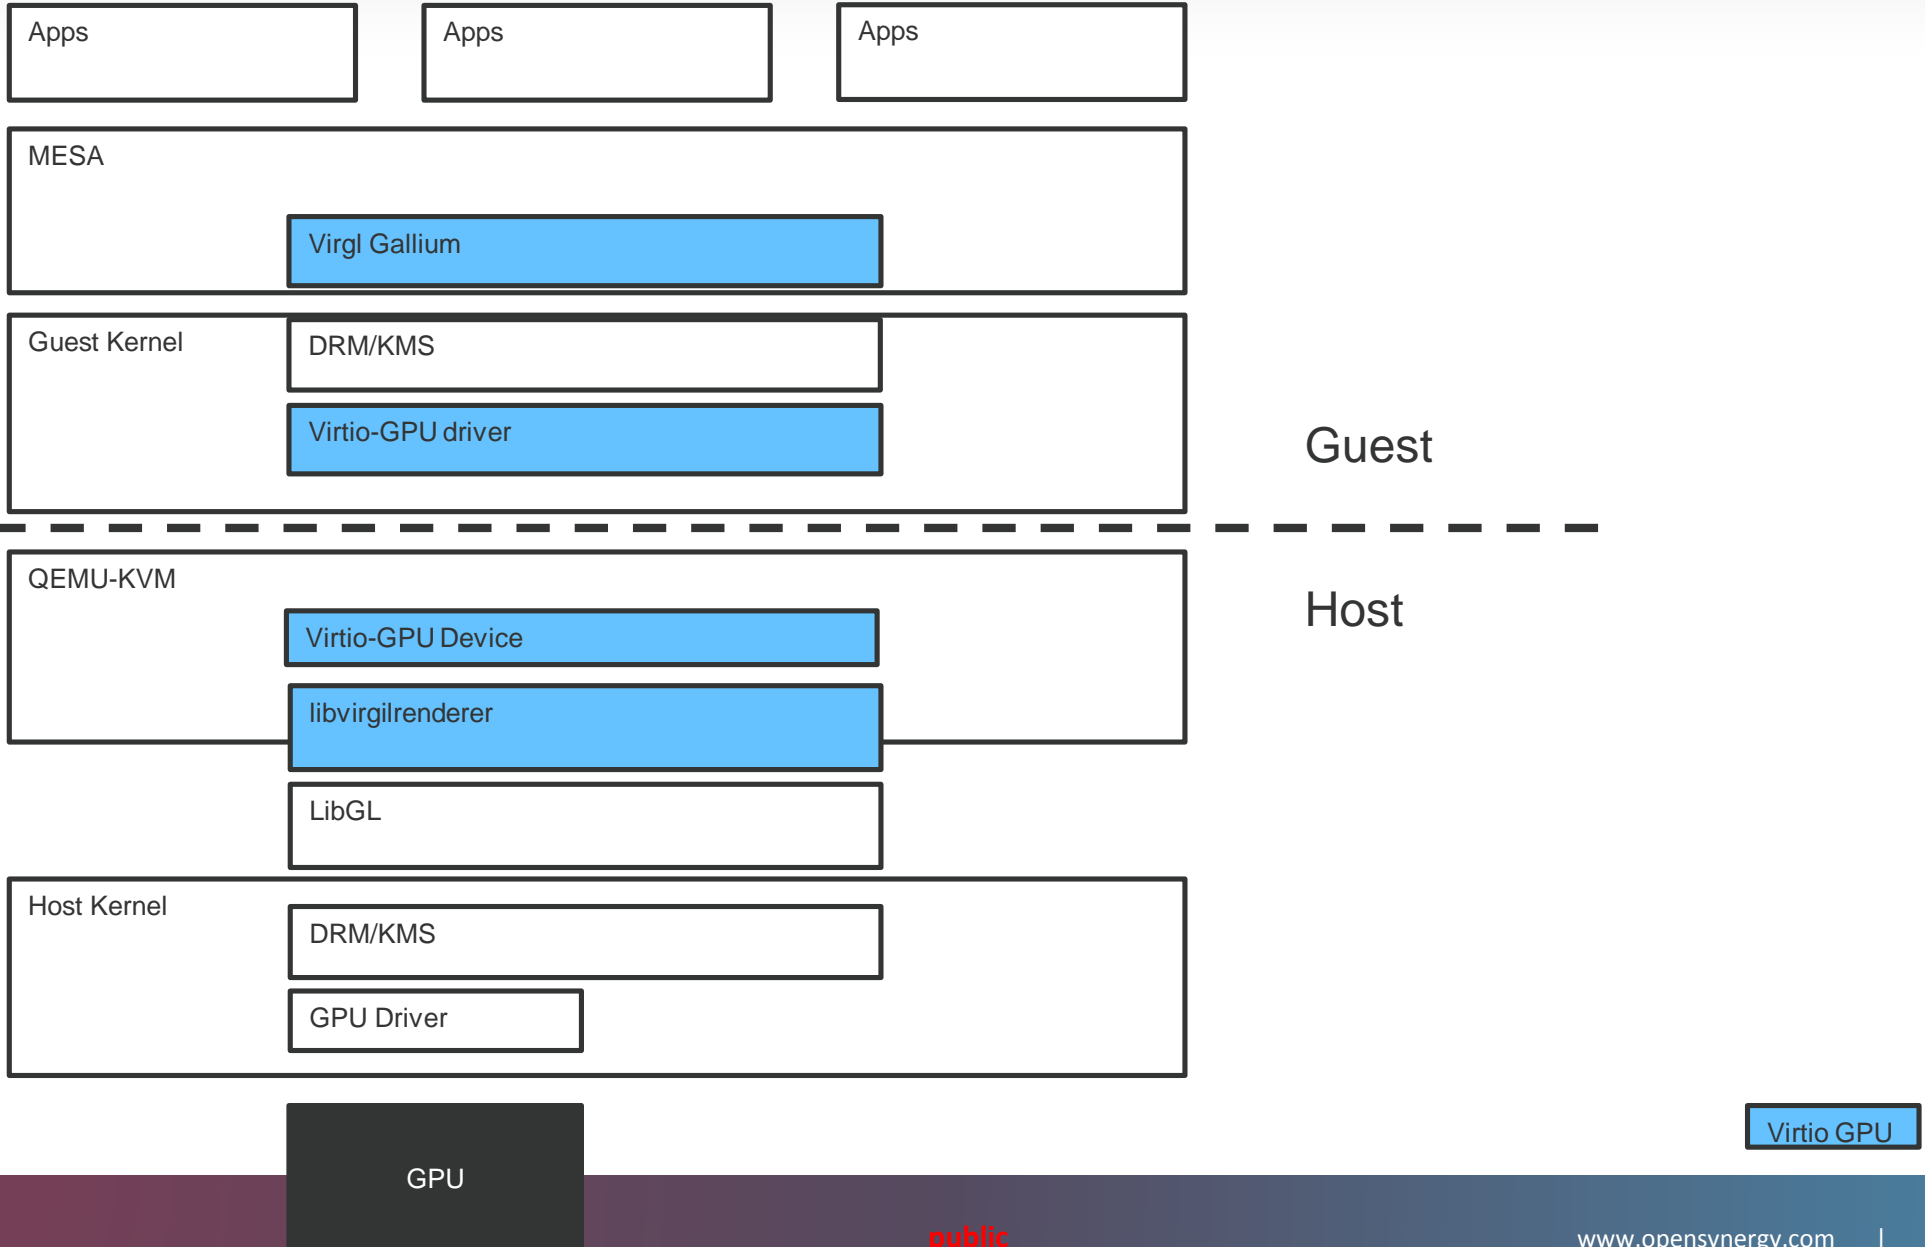 Apps
Apps
Apps
MESA
Virgl Gallium
Guest Kernel
DRM/KMS
Virtio-GPU driver
Guest
QEMU-KVM
Host
Virtio-GPU Device
libvirgilrenderer
LibGL
Host Kernel
DRM/KMS
GPU Driver
Virtio GPU
GPU
public
www.opensynergy.com |